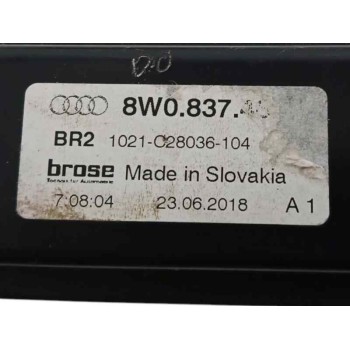 8W0.837.
BR2 1021-C28036-104
brose Made in Slovakia
7:08:04 23.06.2018 A 1